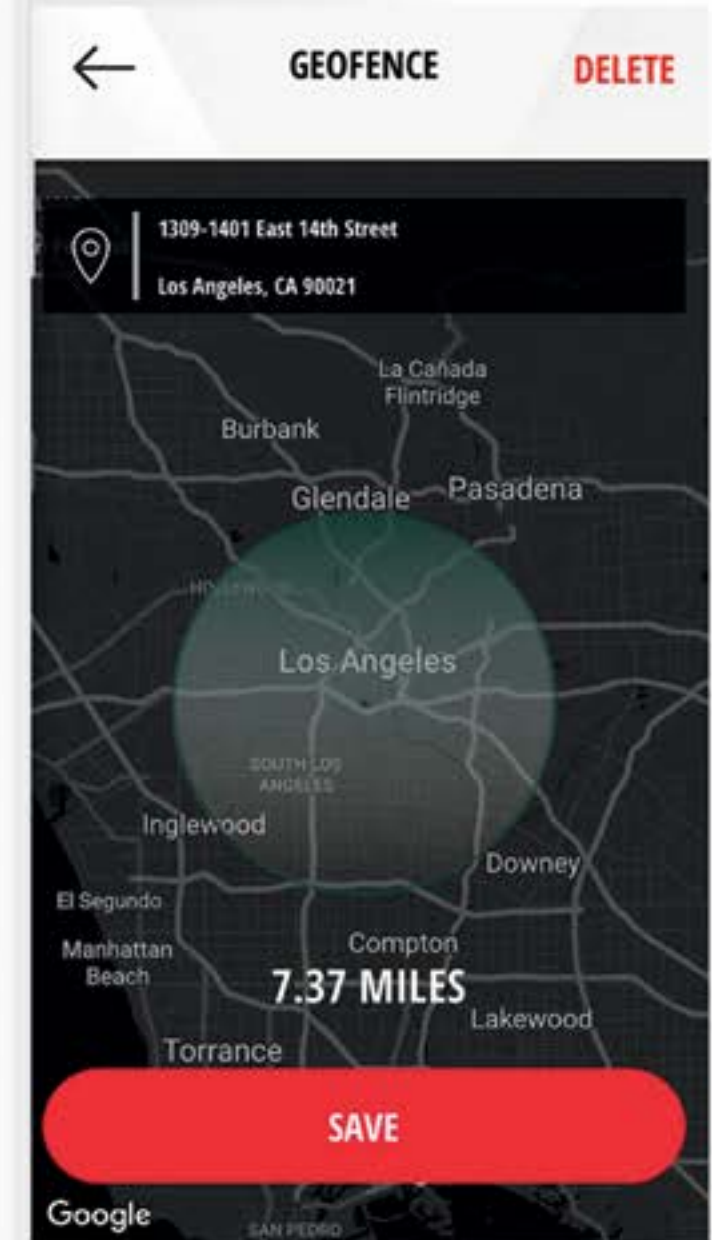 GEOFENCE
DELETE
1309-1401 East 14th Street
Los Angeles, CA 90021
La Cañada
Flintridge
Burbank
Glendale
Pasadena
HOLLYWOOD
Los Angeles
SOUTH LOS
ANGELES
Inglewood
Downey
El Segundo
Manhattan
Beach
Compton
7.37 MILES
Lakewood
Torrance
SAVE
Google
SAN PEDRO